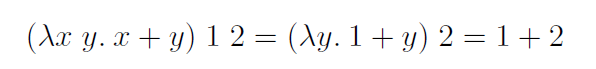 (λx y. x + y) 1 2 = (λy. 1 + y) 2 = 1 + 2